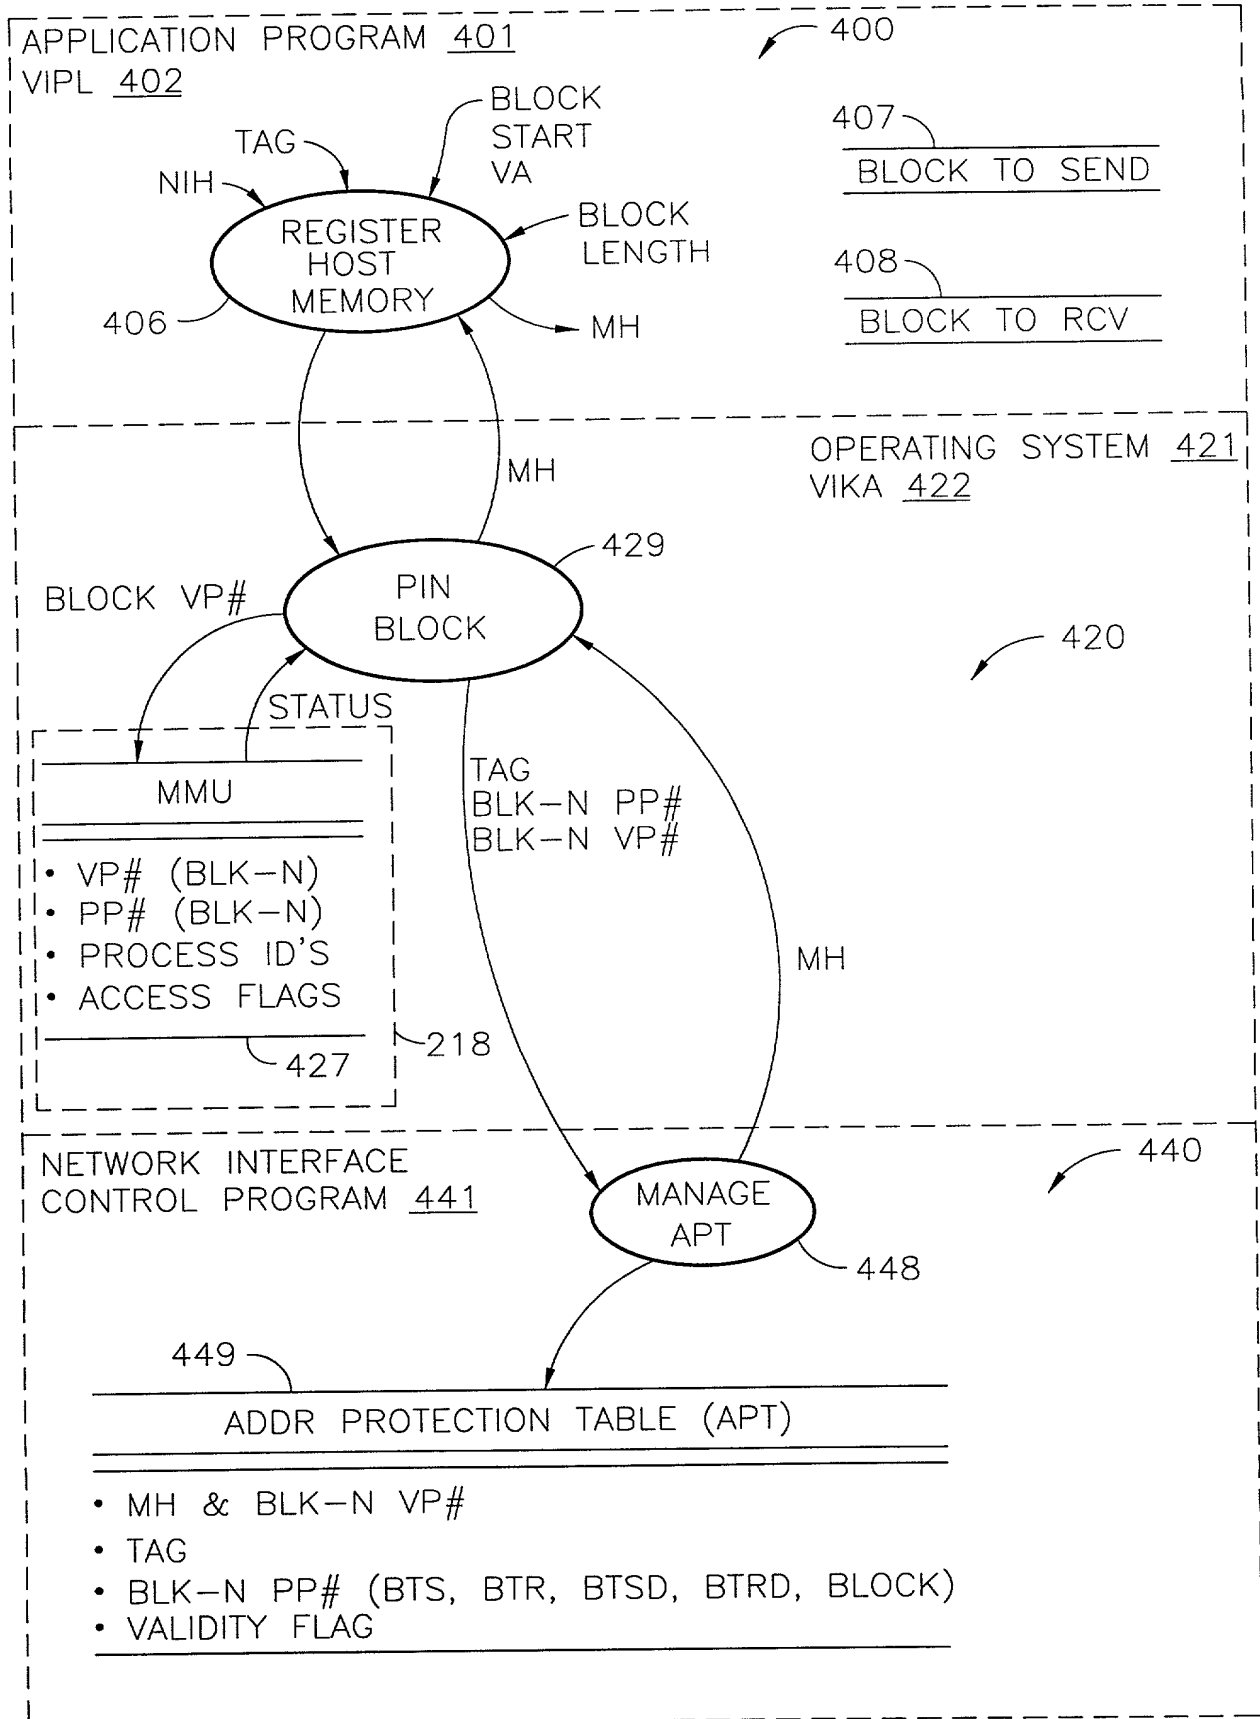 APPLICATION PROGRAM 401
VIPL 402
400
BLOCK
START
VA
TAG
NIH
BLOCK
LENGTH
REGISTER
HOST
MEMORY
406
MH
407
BLOCK TO SEND
408
BLOCK TO RCV
OPERATING SYSTEM 421
VIKA 422
MH
429
PIN
BLOCK
BLOCK VP#
420
STATUS
MMU
• VP# (BLK-N)
• PP# (BLK-N)
• PROCESS ID'S
• ACCESS FLAGS
427
218
TAG
BLK-N PP#
BLK-N VP#
MH
NETWORK INTERFACE
CONTROL PROGRAM 441
440
MANAGE
APT
448
449
ADDR PROTECTION TABLE (APT)
• MH & BLK-N VP#
• TAG
• BLK-N PP# (BTS, BTR, BTSD, BTRD, BLOCK)
• VALIDITY FLAG